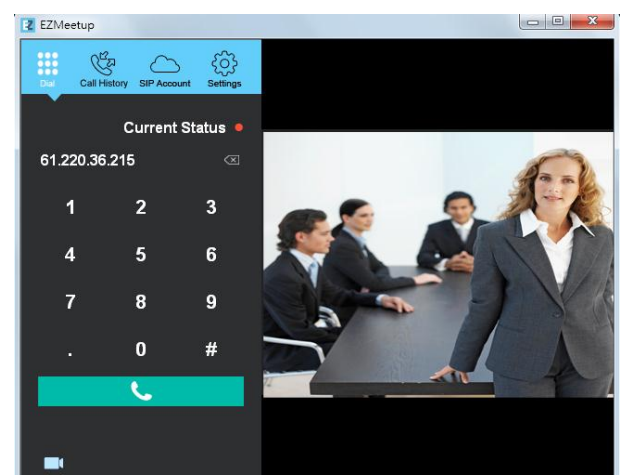 EZMeetup
Dial Call History SIP Account Settings
Current Status
61.220.36.215
1 2 3
4 5 6
7 8 9
. 0 #